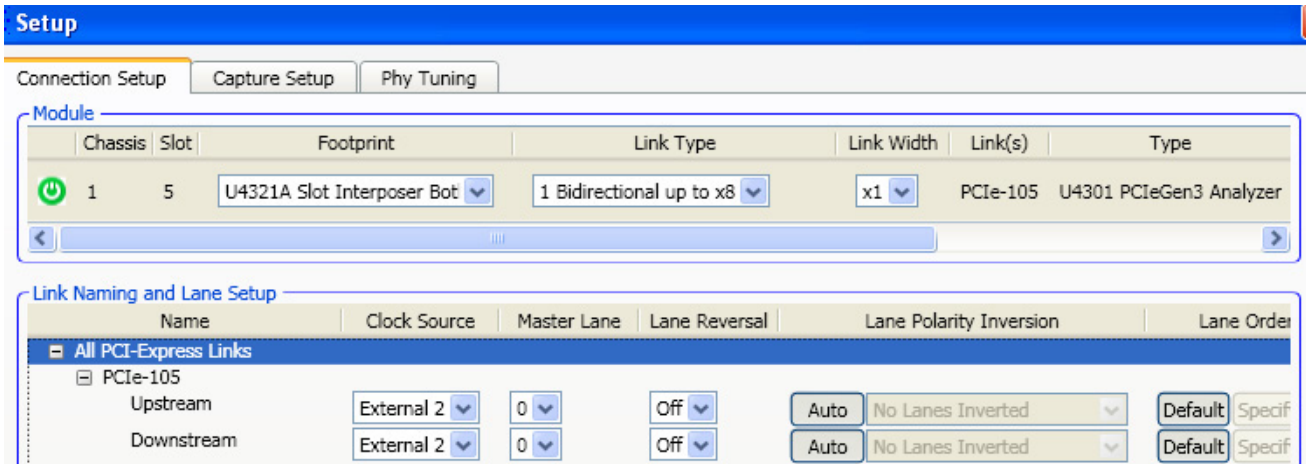 Setup
Connection Setup Capture Setup Phy Tuning
Module
Chassis Slot Footprint Link Type Link Width Link(s) Type
1 5 U4321A Slot Interposer Bot 1 Bidirectional up to x8 x1 PCIe-105 U4301 PCIeGen3 Analyzer
Link Naming and Lane Setup
Name Clock Source Master Lane Lane Reversal Lane Polarity Inversion Lane Order
All PCI-Express Links
PCIe-105
Upstream External 2 0 Off Auto No Lanes Inverted Default Specif
Downstream External 2 0 Off Auto No Lanes Inverted Default Specif